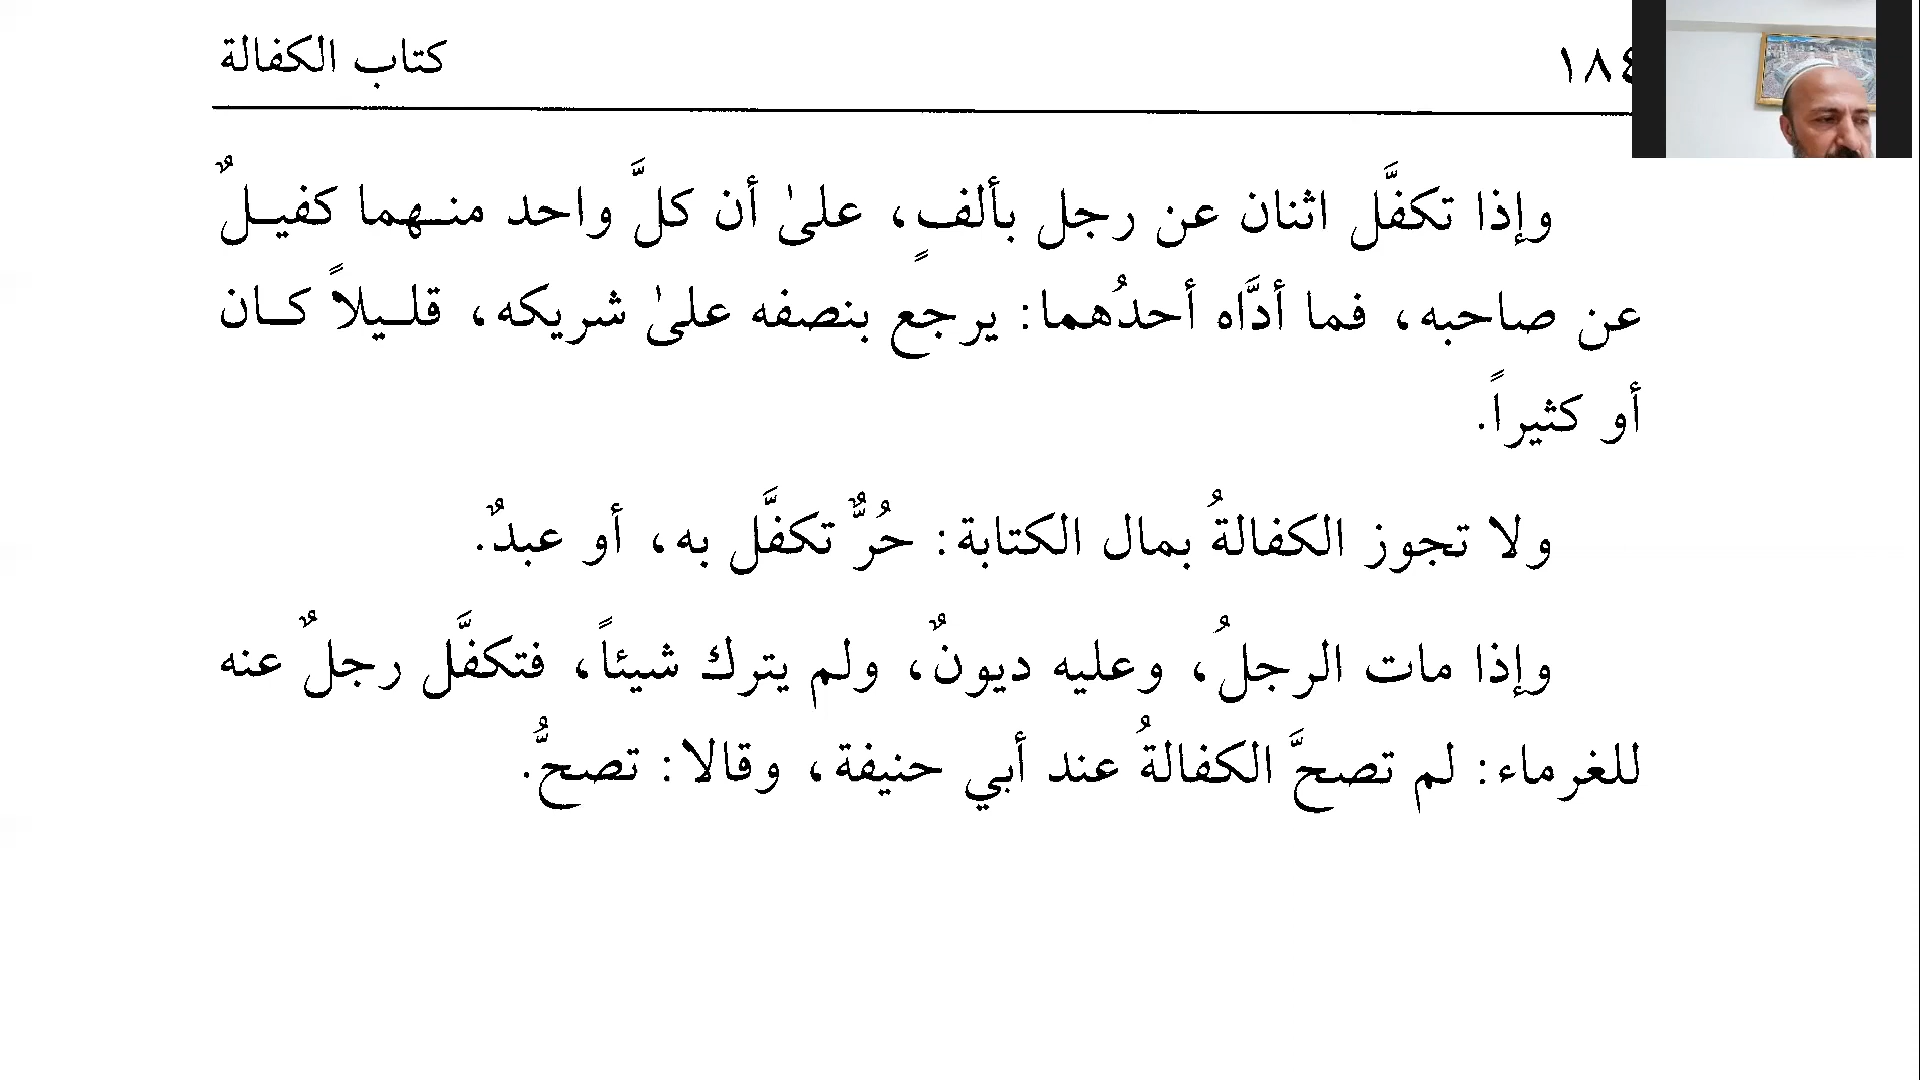 ١٨٤
كتاب الكفالة
وإذا تكفَّل اثنان عن رجل بألفٍ، علىٰ أن كلَّ واحد منهما كفيلٌ
عن صاحبه، فما أدَّاه أحدُهما: يرجع بنصفه علىٰ شريكه، قليلاً كان
أو كثيراً.
ولا تجوز الكفالةُ بمال الكتابة: حُرٌّ تكفَّل به، أو عبدٌ.
وإذا مات الرجلُ، وعليه ديونٌ، ولم يترك شيئاً، فتكفَّل رجلٌ عنه
للغرماء: لم تصحَّ الكفالةُ عند أبي حنيفة، وقالا: تصحُّ.